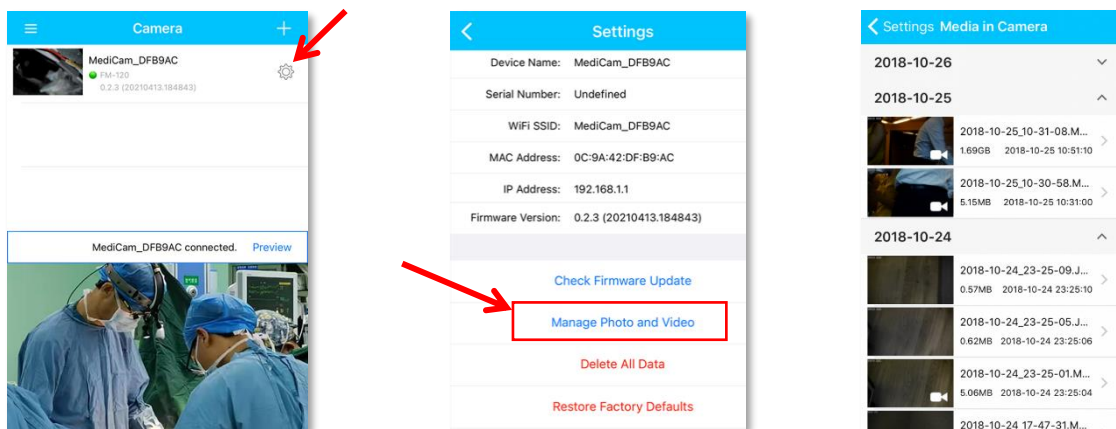 Camera
MediCam_DFB9AC
FM-120
0.2.3 (20210413.184843)
MediCam_DFB9AC connected. Preview
Settings
Device Name: MediCam_DFB9AC
Serial Number: Undefined
WiFi SSID: MediCam_DFB9AC
MAC Address: 0C:9A:42:DF:B9:AC
IP Address: 192.168.1.1
Firmware Version: 0.2.3 (20210413.184843)
Check Firmware Update
Manage Photo and Video
Delete All Data
Restore Factory Defaults
Settings Media in Camera
2018-10-26
2018-10-25
2018-10-25_10-31-08.M...
1.69GB 2018-10-25 10:51:10
2018-10-25_10-30-58.M...
5.15MB 2018-10-25 10:31:00
2018-10-24
2018-10-24_23-25-09.J...
0.57MB 2018-10-24 23:25:10
2018-10-24_23-25-05.J...
0.62MB 2018-10-24 23:25:06
2018-10-24_23-25-01.M...
5.06MB 2018-10-24 23:25:04
2018-10-24 17-47-31.M...